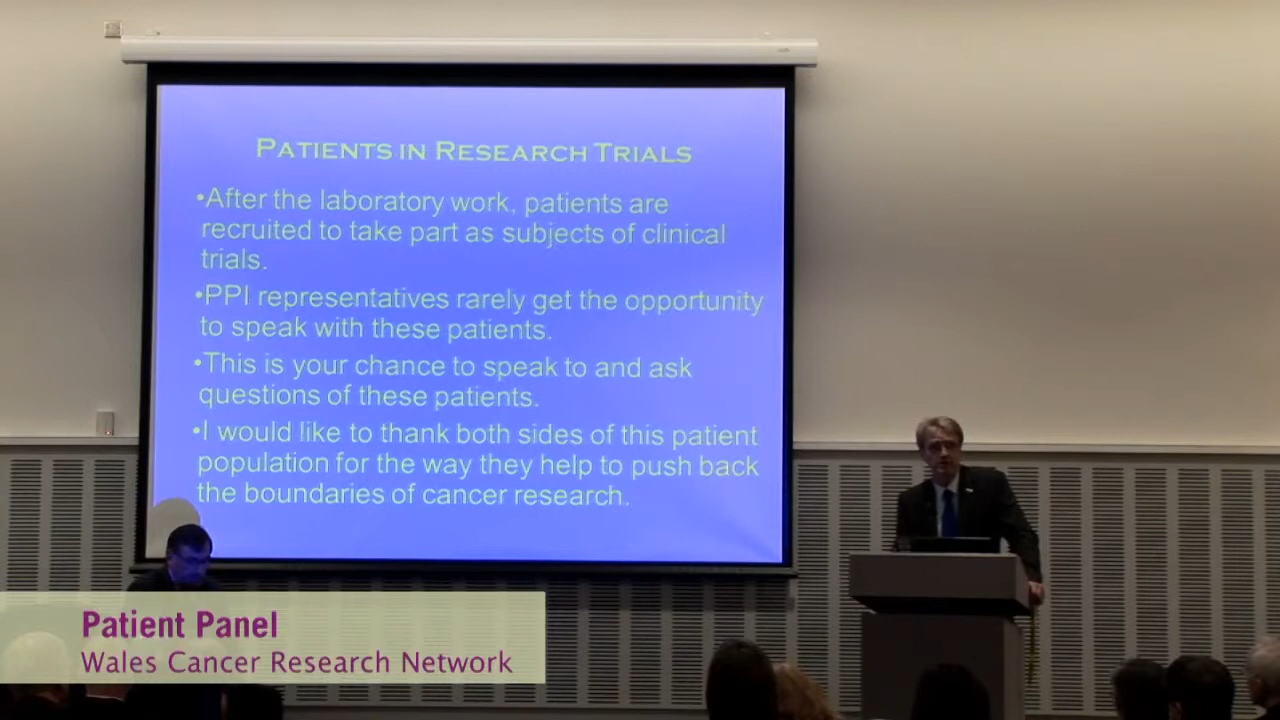 PATIENTS IN RESEARCH TRIALS
•After the laboratory work, patients are
recruited to take part as subjects of clinical
trials.
•PPI representatives rarely get the opportunity
to speak with these patients.
•This is your chance to speak to and ask
questions of these patients.
•I would like to thank both sides of this patient
population for the way they help to push back
the boundaries of cancer research.
Patient Panel
Wales Cancer Research Network